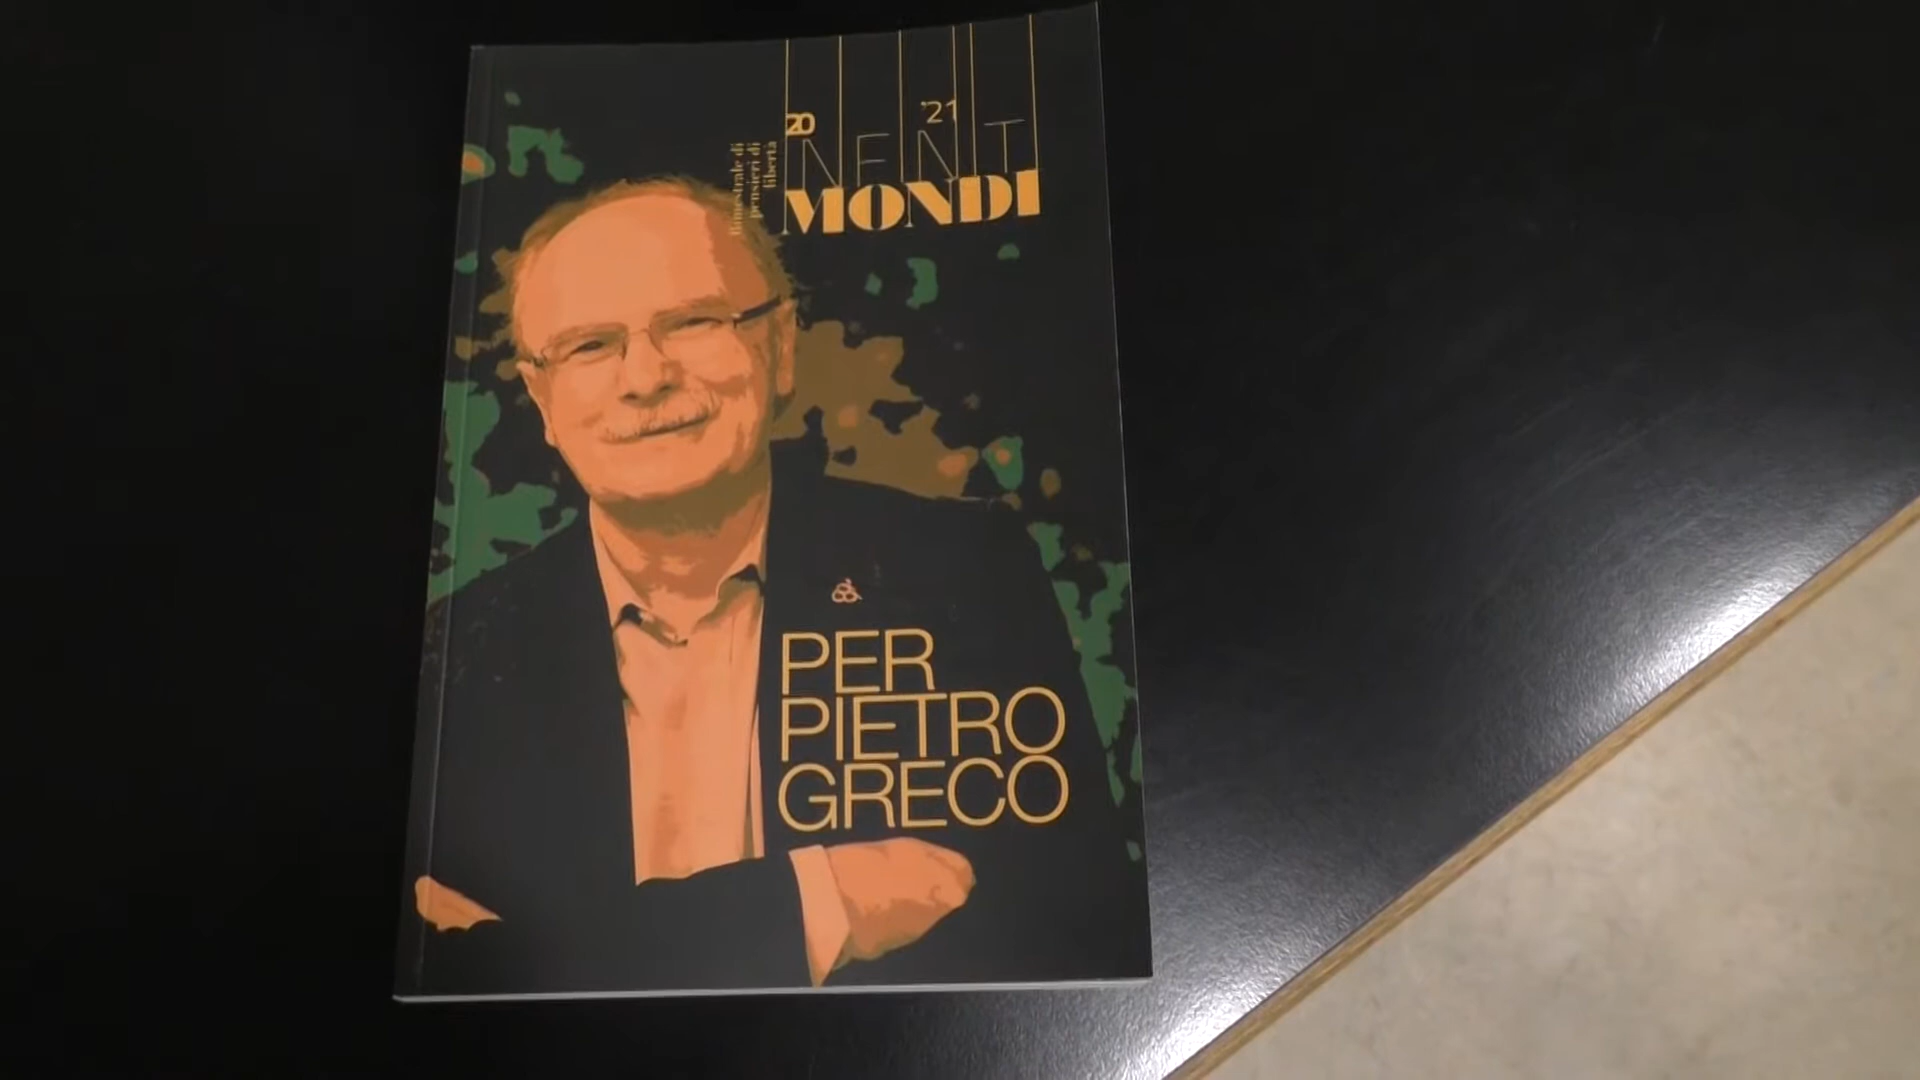 20 '21
INFINITI
MONDI
Bimestrale di
pensieri di
libertà
PER
PIETRO
GRECO